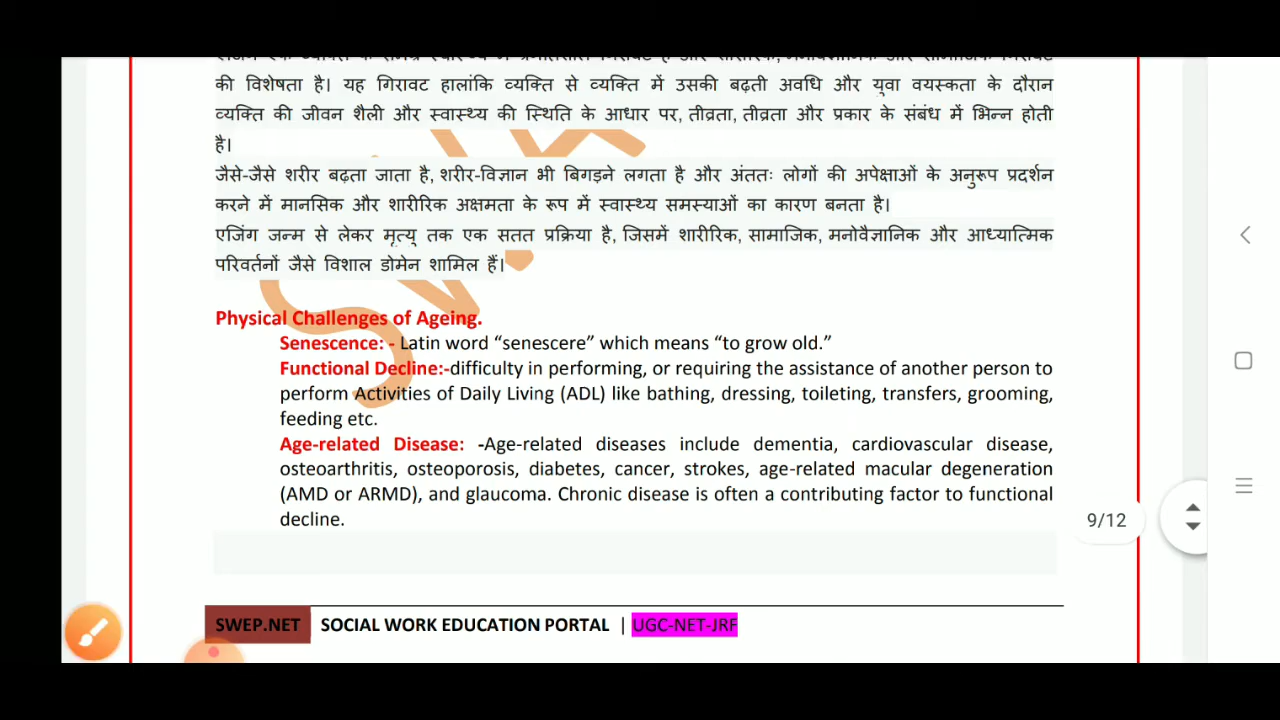 की विशेषता है। यह गिरावट हालांकि व्यक्ति से व्यक्ति में उसकी बढ़ती अवधि और युवा वयस्कता के दौरान
व्यक्ति की जीवन शैली और स्वास्थ्य की स्थिति के आधार पर, तीव्रता, तीव्रता और प्रकार के संबंध में भिन्न होती
है।
जैसे-जैसे शरीर बढ़ता जाता है, शरीर-विज्ञान भी बिगड़ने लगता है और अंततः लोगों की अपेक्षाओं के अनुरूप प्रदर्शन
करने में मानसिक और शारीरिक अक्षमता के रूप में स्वास्थ्य समस्याओं का कारण बनता है।
एजिंग जन्म से लेकर मृत्यु तक एक सतत प्रक्रिया है, जिसमें शारीरिक, सामाजिक, मनोवैज्ञानिक और आध्यात्मिक
परिवर्तनों जैसे विशाल डोमेन शामिल हैं।
Physical Challenges of Ageing.
Senescence: - Latin word “senescere” which means “to grow old.”
Functional Decline:-difficulty in performing, or requiring the assistance of another person to
perform Activities of Daily Living (ADL) like bathing, dressing, toileting, transfers, grooming,
feeding etc.
Age-related Disease: -Age-related diseases include dementia, cardiovascular disease,
osteoarthritis, osteoporosis, diabetes, cancer, strokes, age-related macular degeneration
(AMD or ARMD), and glaucoma. Chronic disease is often a contributing factor to functional
decline.
9/12
SWEP.NET SOCIAL WORK EDUCATION PORTAL | UGC-NET-JRF